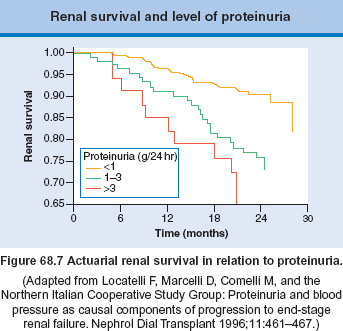 Renal survival and level of proteinuria
1.00
0.95
0.90
0.85
0.80
0.75
0.70
0.65
Renal survival
Proteinuria (g/24 hr)
<1
1–3
>3
0 6 12 18 24 30
Time (months)
Figure 68.7 Actuarial renal survival in relation to proteinuria.
(Adapted from Locatelli F, Marcelli D, Comelli M, and the
Northern Italian Cooperative Study Group: Proteinuria and blood
pressure as causal components of progression to end-stage
renal failure. Nephrol Dial Transplant 1996;11:461–467.)